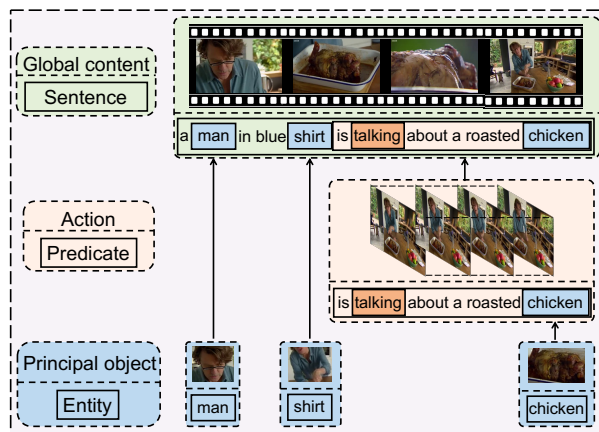 Global content
Sentence
a man in blue shirt is talking about a roasted chicken
Action
Predicate
is talking about a roasted chicken
Principal object
Entity
man
shirt
chicken